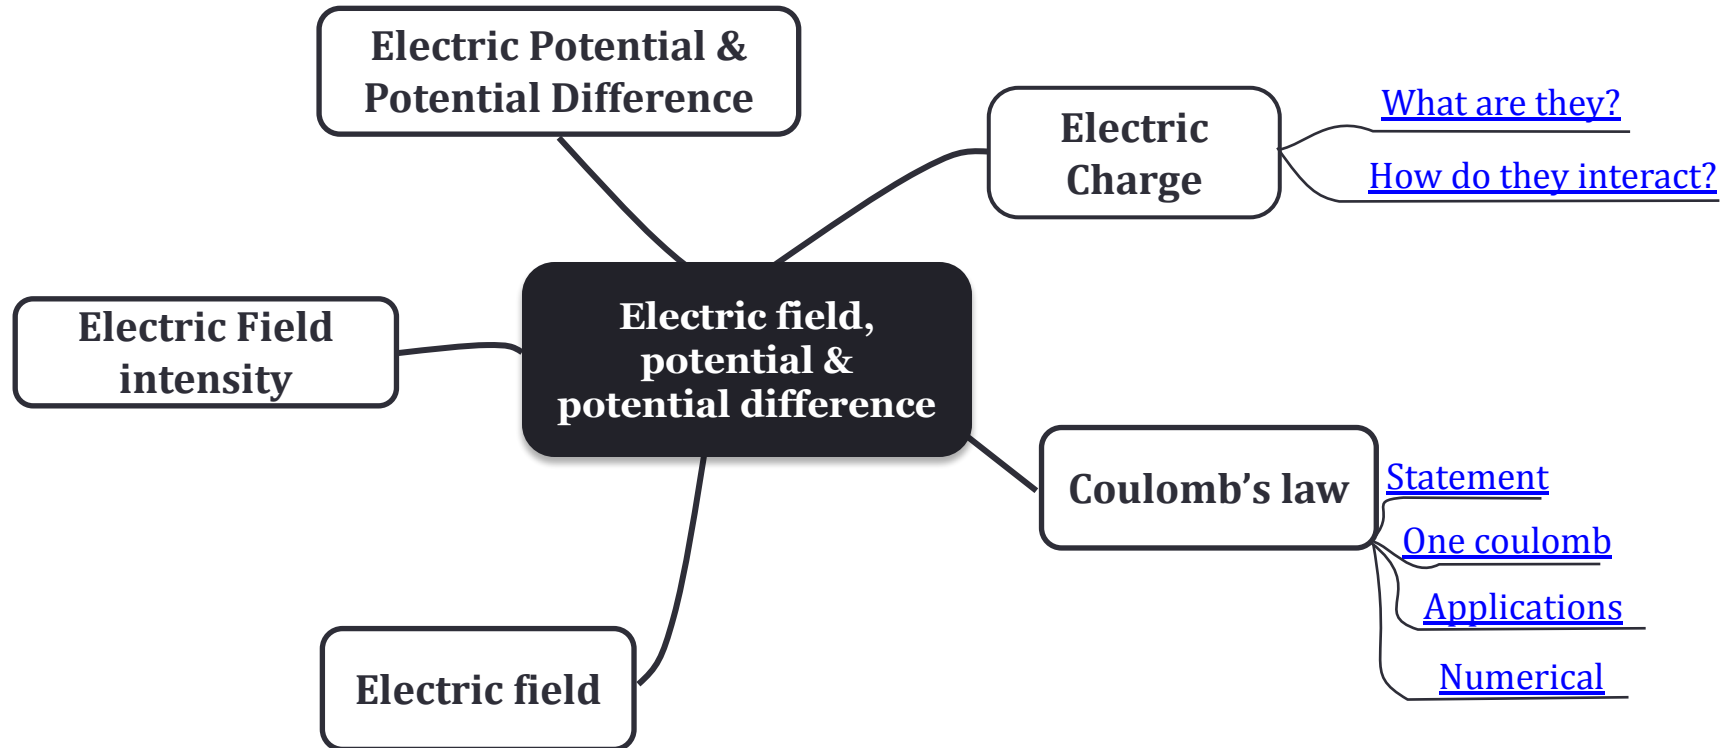 Electric Potential &
Potential Difference
Electric
Charge
What are they?
How do they interact?
Electric Field
intensity
Electric field,
potential &
potential difference
Coulomb’s law
Statement
One coulomb
Applications
Numerical
Electric field